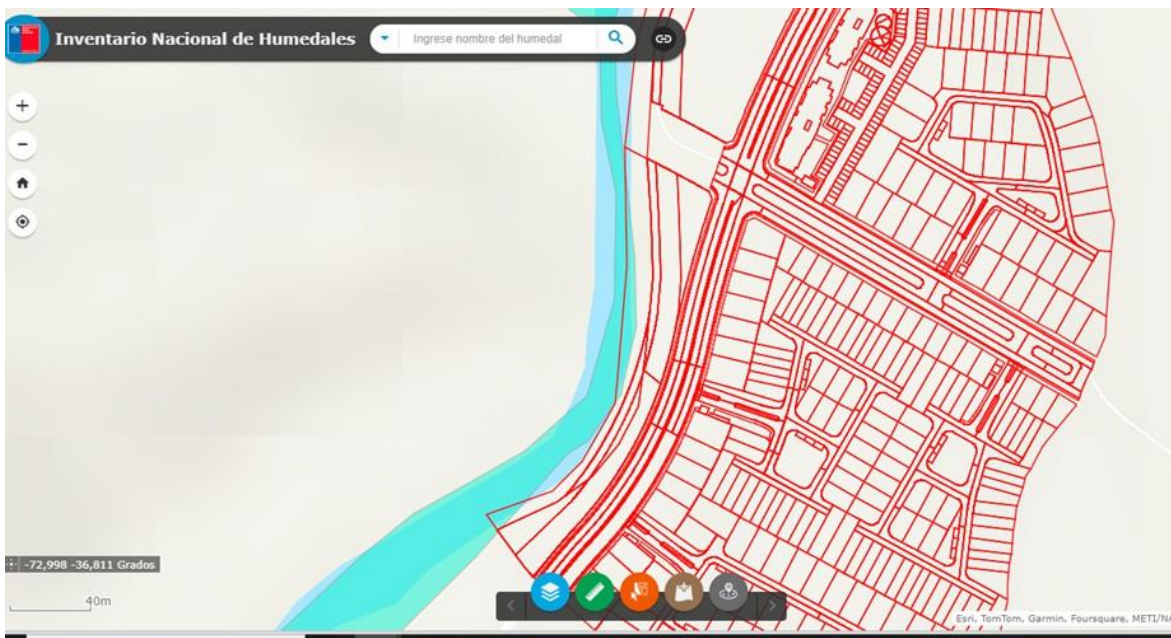 Inventario Nacional de Humedales
Ingrese nombre del humedal
-72,998 -36,811 Grados
40m
Esri, TomTom, Garmin, Foursquare, METI/NA